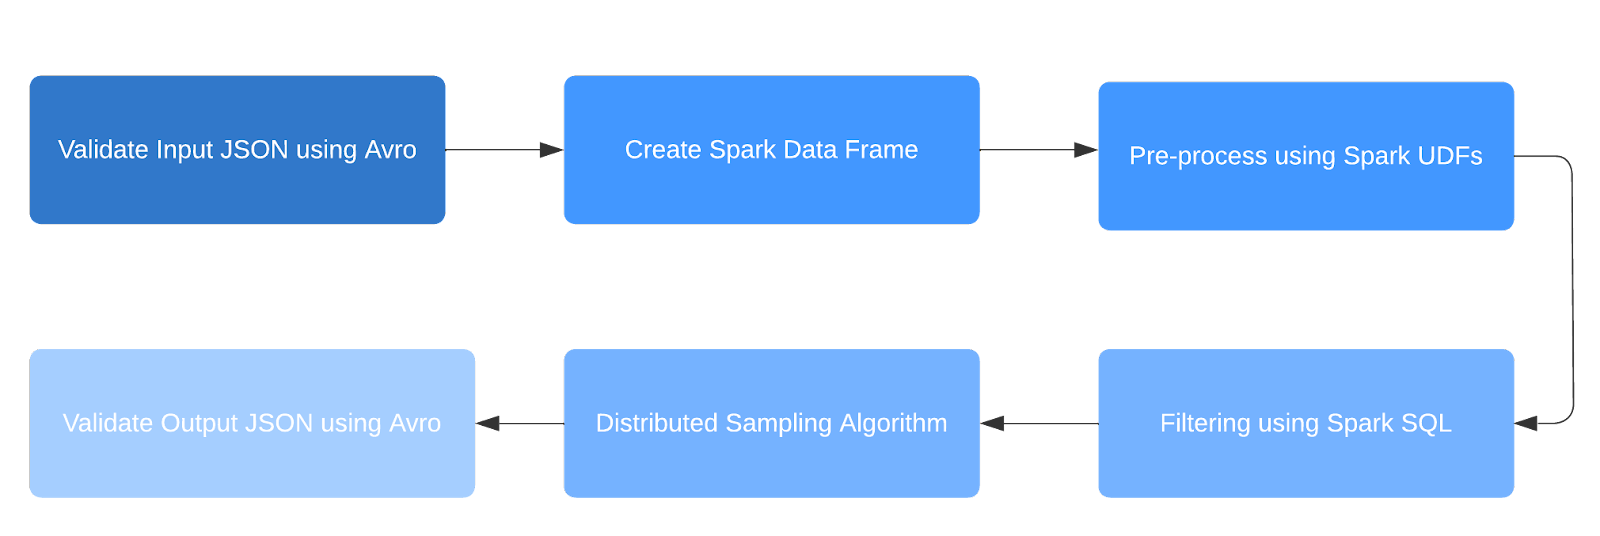 Validate Input JSON using Avro
Create Spark Data Frame
Pre-process using Spark UDFs
Filtering using Spark SQL
Distributed Sampling Algorithm
Validate Output JSON using Avro